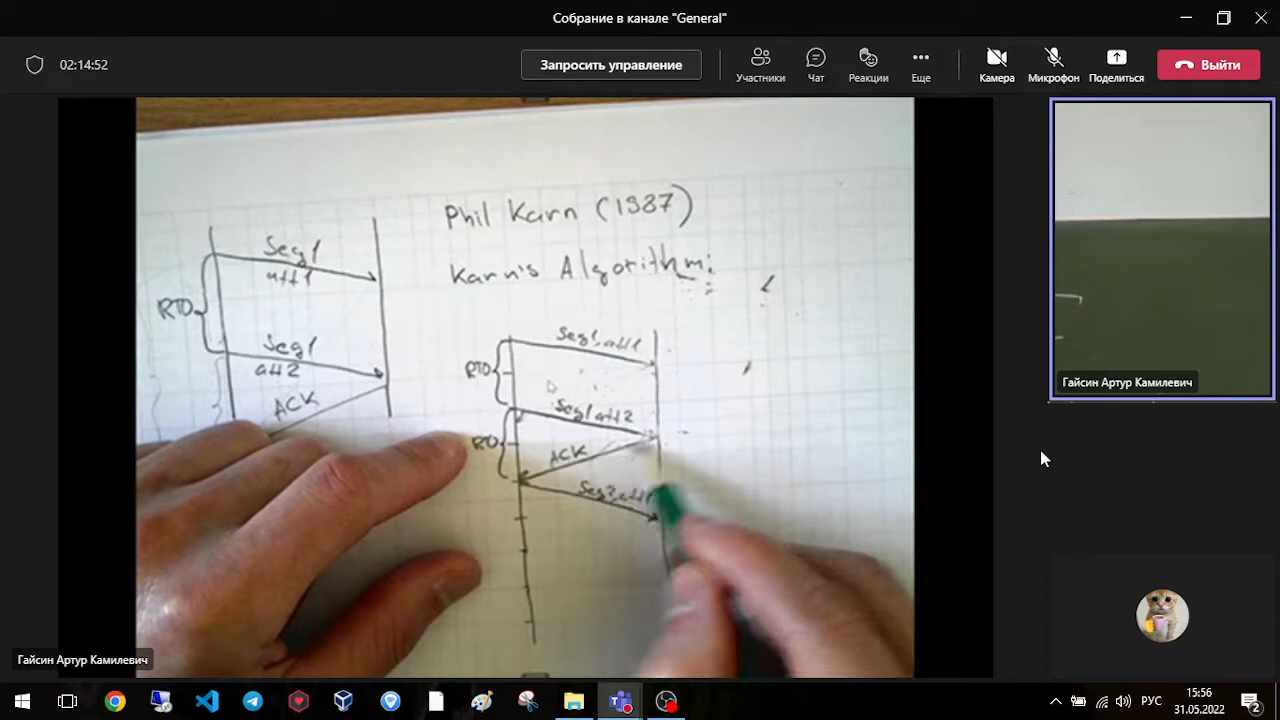 Собрание в канале "General"
02:14:52
Запросить управление
Участники
Чат
Реакции
Еще
Камера
Микрофон
Поделиться
Выйти
Phil Karn (1987)
Karn's Algorithm:
Seg1
att1
RTO
Seg1
att2
ACK
Seg1, att1
RTO
Seg1 att2
RTO
ACK
Seg2, att1
Гайсин Артур Камилевич
Гайсин Артур Камилевич
РУС
15:56
31.05.2022
2